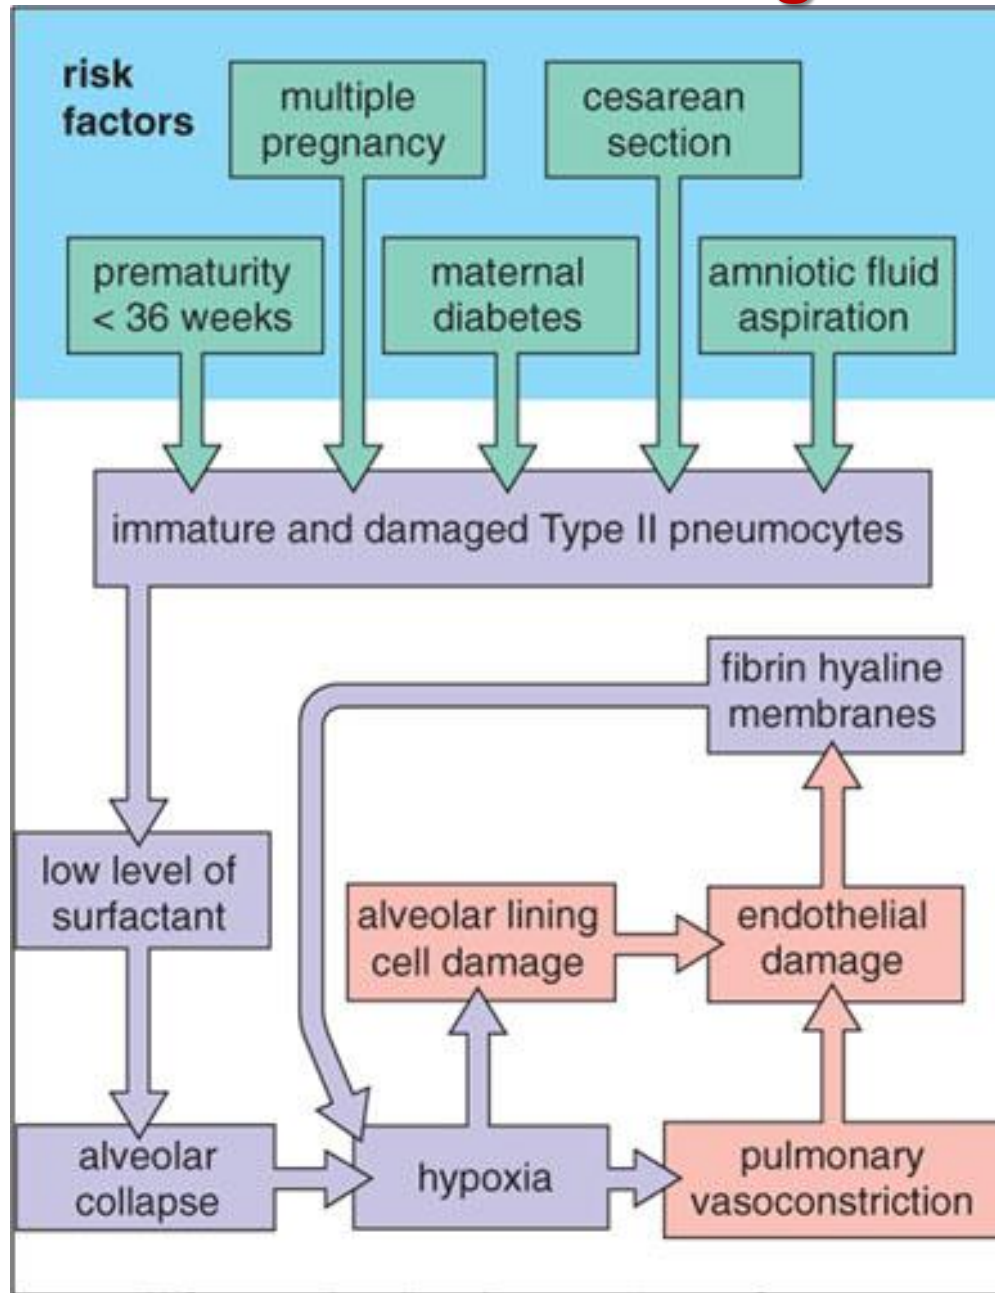 risk
factors
multiple
pregnancy
cesarean
section
prematurity
< 36 weeks
maternal
diabetes
amniotic fluid
aspiration
immature and damaged Type II pneumocytes
fibrin hyaline
membranes
low level of
surfactant
alveolar lining
cell damage
endothelial
damage
alveolar
collapse
hypoxia
pulmonary
vasoconstriction